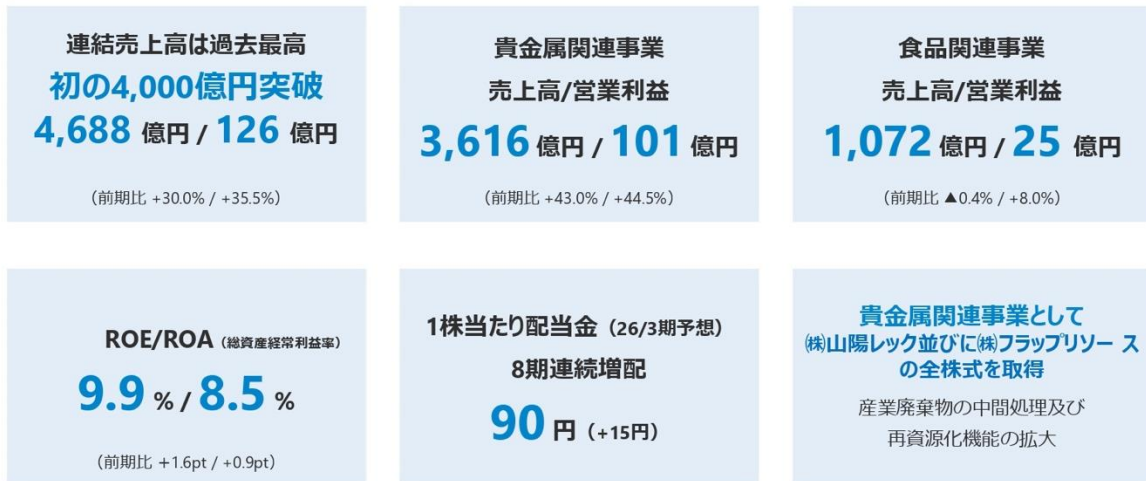 連結売上高は過去最高
初の4,000億円突破
4,688 億円 / 126 億円
（前期比 +30.0% / +35.5%）
貴金属関連事業
売上高/営業利益
3,616 億円 / 101 億円
（前期比 +43.0% / +44.5%）
食品関連事業
売上高/営業利益
1,072 億円 / 25 億円
（前期比 ▲0.4% / +8.0%）
ROE/ROA（総資産経常利益率）
9.9 % / 8.5 %
（前期比 +1.6pt / +0.9pt）
1株当たり配当金（26/3期予想）
8期連続増配
90 円（+15円）
貴金属関連事業として
㈱山陽レック並びに㈱フラップリソース
の全株式を取得
産業廃棄物の中間処理及び
再資源化機能の拡大